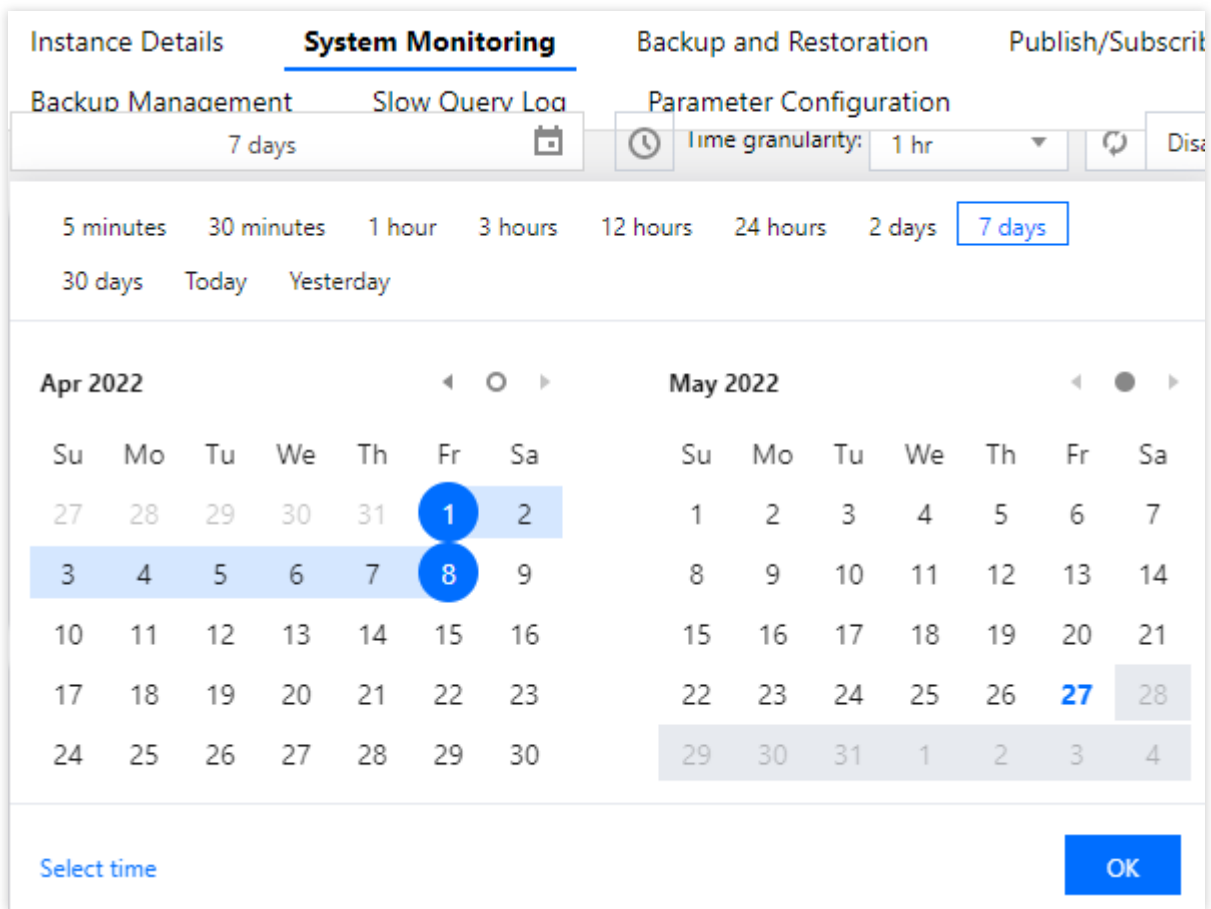 Instance Details System Monitoring Backup and Restoration Publish/Subscrib
Backup Management Slow Query Log Parameter Configuration
7 days Time granularity: 1 hr Disa
5 minutes 30 minutes 1 hour 3 hours 12 hours 24 hours 2 days 7 days
30 days Today Yesterday
Apr 2022
Su Mo Tu We Th Fr Sa
27 28 29 30 31 1 2
3 4 5 6 7 8 9
10 11 12 13 14 15 16
17 18 19 20 21 22 23
24 25 26 27 28 29 30
May 2022
Su Mo Tu We Th Fr Sa
1 2 3 4 5 6 7
8 9 10 11 12 13 14
15 16 17 18 19 20 21
22 23 24 25 26 27 28
29 30 31 1 2 3 4
Select time OK